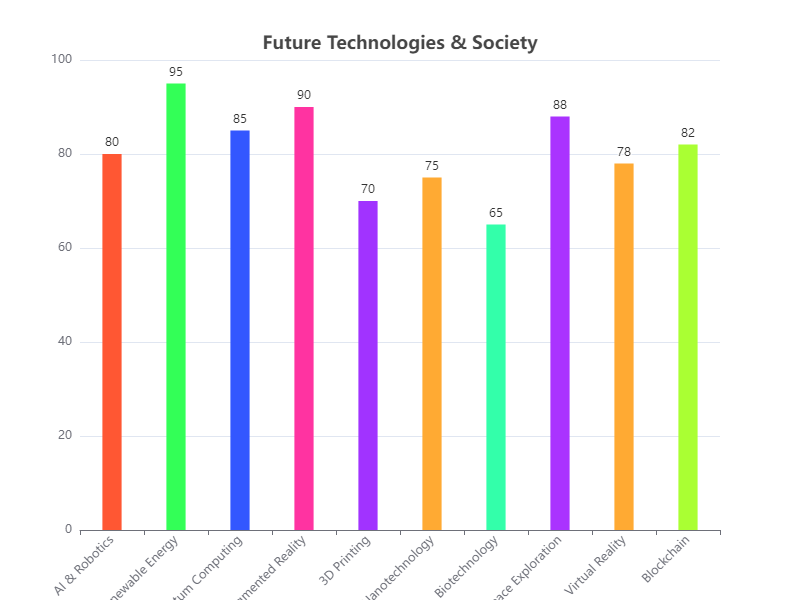 Future Technologies & Society
100
80
60
40
20
0
80
95
85
90
70
75
65
88
78
82
AI & Robotics
newable Energy
tum Computing
gmented Reality
3D Printing
lanotechnology
Biotechnology
ace Exploration
Virtual Reality
Blockchain